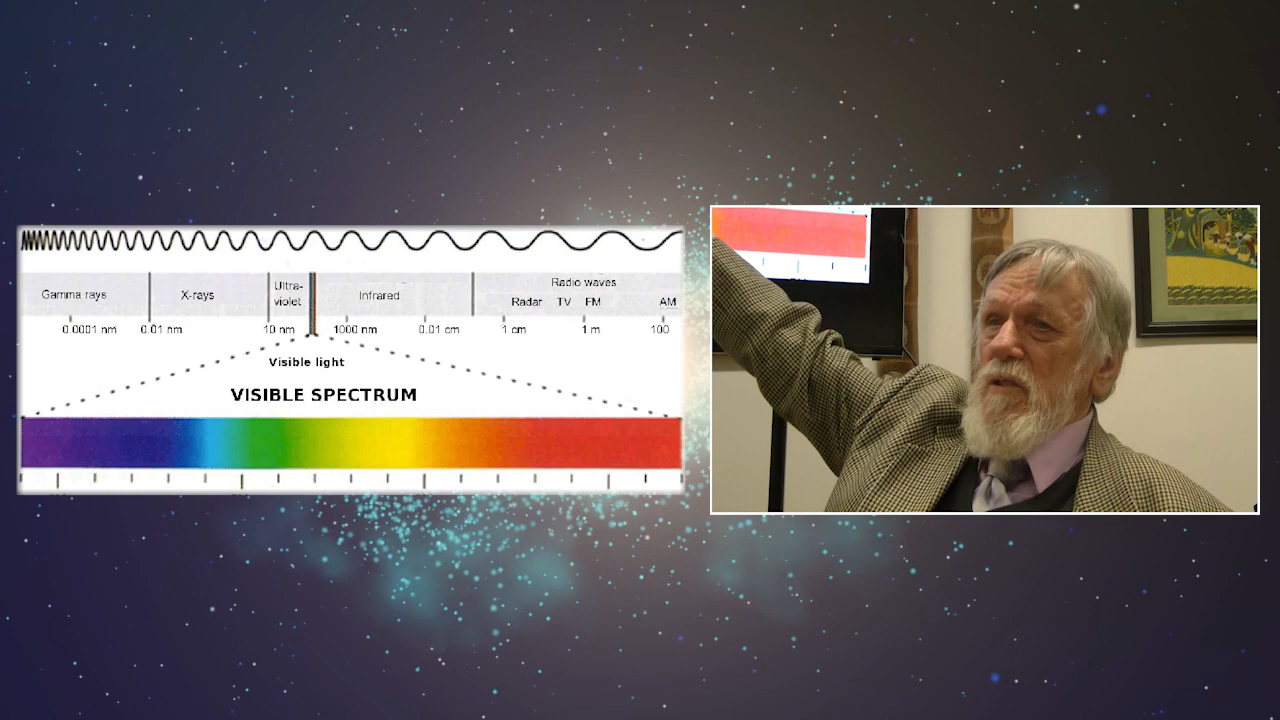 Gamma rays
X-rays
Ultra-
violet
Infrared
Radio waves
Radar TV FM AM
0.0001 nm 0.01 nm 10 nm 1000 nm 0.01 cm 1 cm 1 m 100
Visible light
VISIBLE SPECTRUM